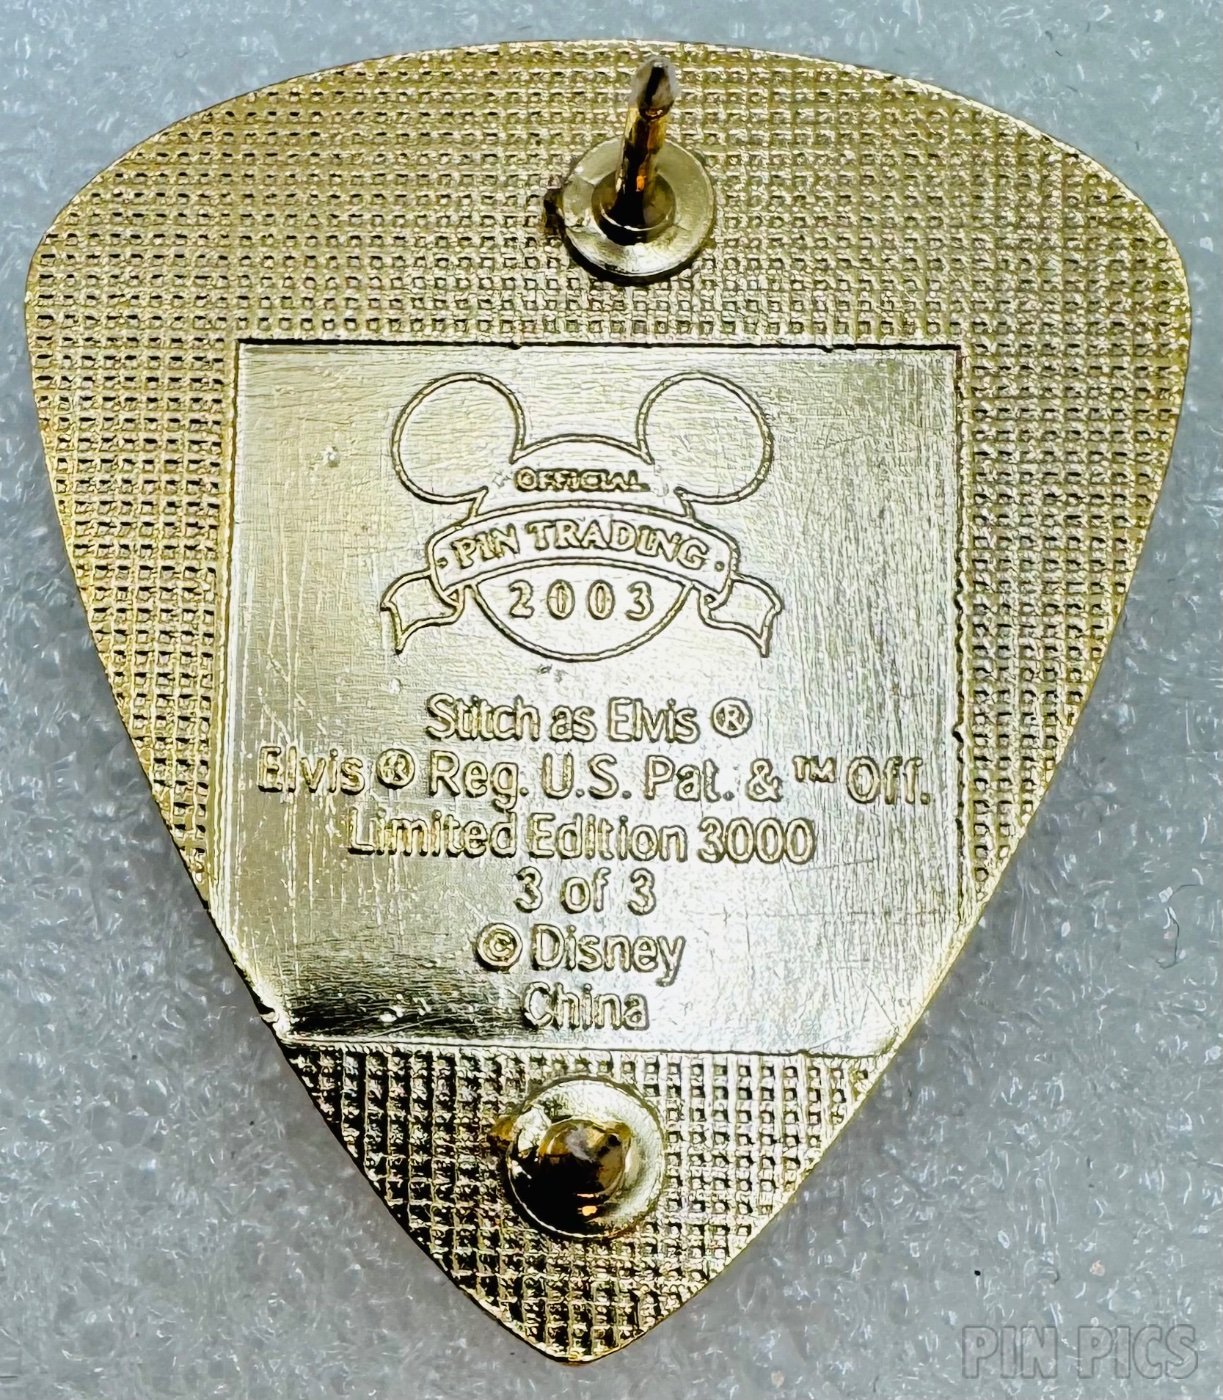 OFFICIAL
· PIN TRADING ·
2003
Stitch as Elvis ®
Elvis ® Reg. U.S. Pat. & ™ Off.
Limited Edition 3000
3 of 3
© Disney
China
PIN PICS